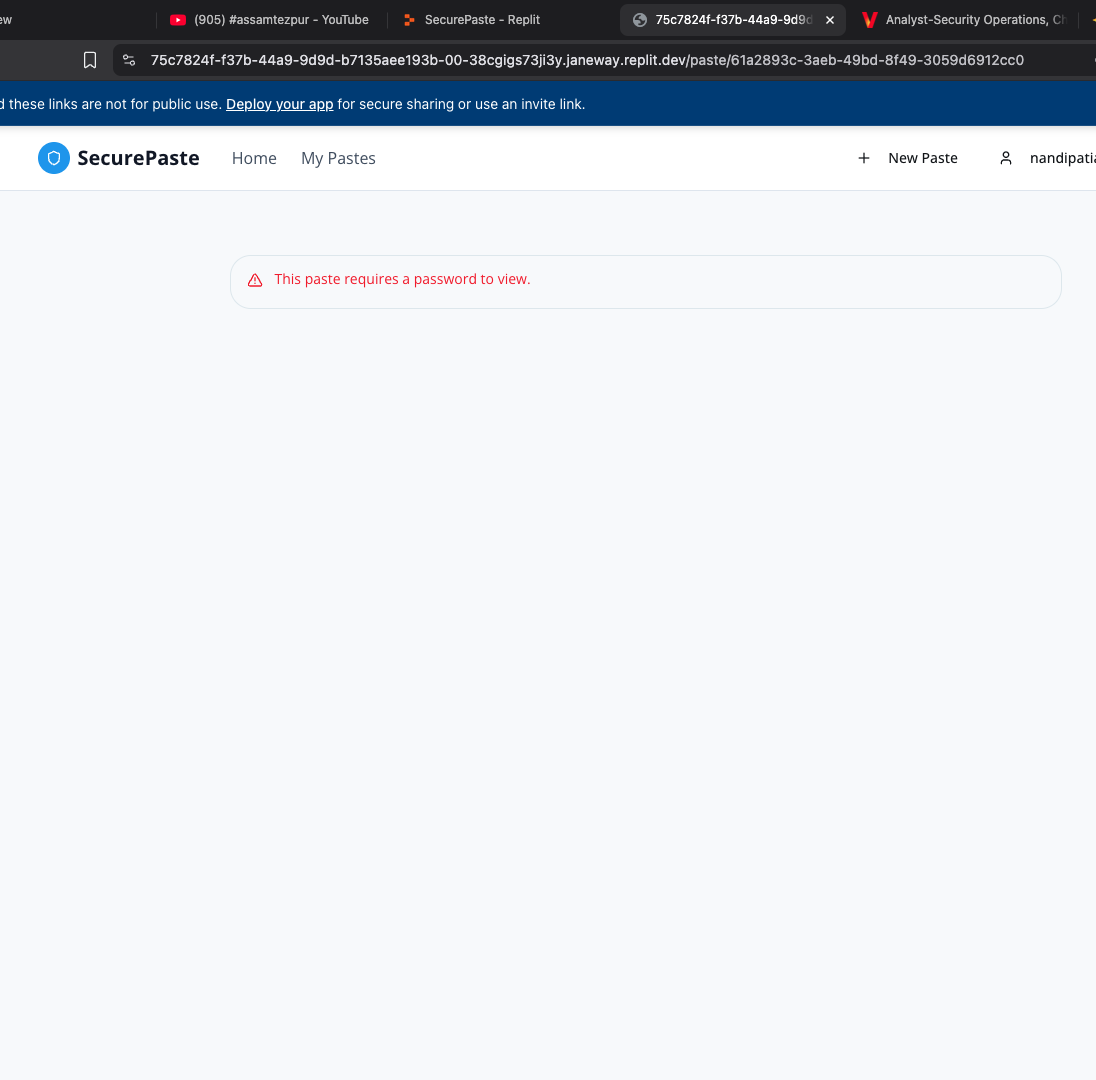 (905) #assamtezpur - YouTube SecurePaste - Replit 75c7824f-f37b-44a9-9d9d Analyst-Security Operations,
75c7824f-f37b-44a9-9d9d-b7135aee193b-00-38cgigs73ji3y.janeway.replit.dev/paste/61a2893c-3aeb-49bd-8f49-3059d6912cc0
these links are not for public use. Deploy your app for secure sharing or use an invite link.
SecurePaste Home My Pastes New Paste nandipatia
This paste requires a password to view.